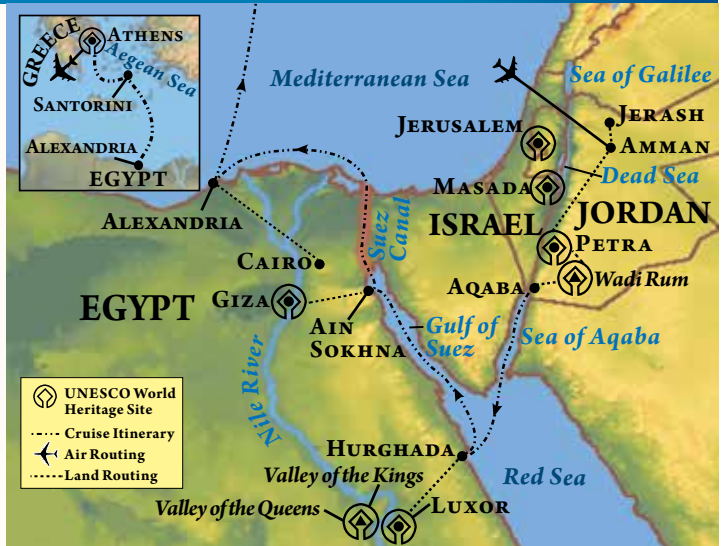 GREECE
ATHENS
Aegean Sea
SANTORINI
ALEXANDRIA
EGYPT
Mediterranean Sea
Sea of Galilee
JERASH
JERUSALEM
AMMAN
Dead Sea
MASADA
ALEXANDRIA
ISRAEL
JORDAN
Suez
Canal
PETRA
CAIRO
Wadi Rum
AQABA
EGYPT
GIZA
AIN
SOKHNA
Gulf of
Suez
Sea of Aqaba
Nile River
UNESCO World
Heritage Site
Cruise Itinerary
Air Routing
Land Routing
HURGHADA
Valley of the Kings
Red Sea
Valley of the Queens
LUXOR